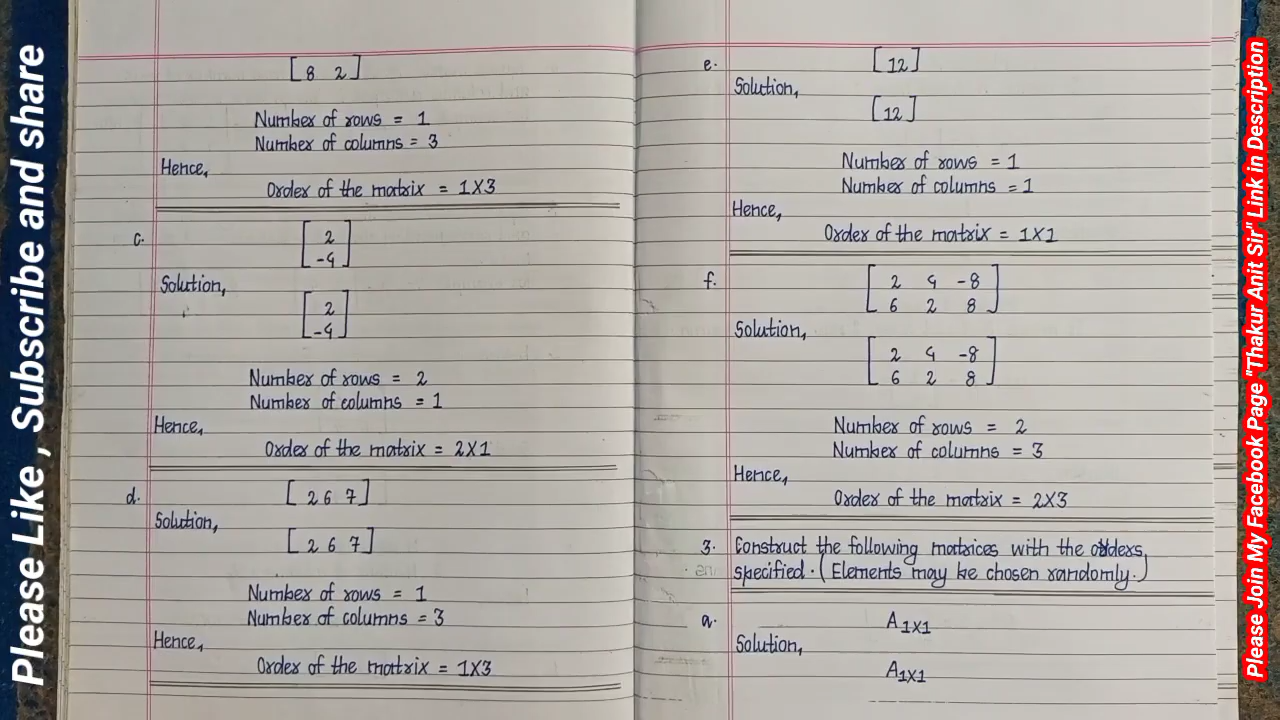 Please Like , Subscribe and share
[ 8 2 ]
Number of rows = 1
Number of columns = 3
Hence,
Order of the matrix = 1X3
c. [ 2
-4 ]
Solution,
[ 2
-4 ]
Number of rows = 2
Number of columns = 1
Hence,
Order of the matrix = 2X1
d. [ 2 6 7 ]
Solution,
[ 2 6 7 ]
Number of rows = 1
Number of columns = 3
Hence,
Order of the matrix = 1X3
e. [ 12 ]
Solution,
[ 12 ]
Number of rows = 1
Number of columns = 1
Hence,
Order of the matrix = 1X1
f. [ 2 4 -8
6 2 8 ]
Solution,
[ 2 4 -8
6 2 8 ]
Number of rows = 2
Number of columns = 3
Hence,
Order of the matrix = 2X3
3. Construct the following matrices with the orders
specified. ( Elements may be chosen randomly. )
a. A1X1
Solution,
A1X1
Please Join My Facebook Page "Thakur Anit Sir" Link in Description